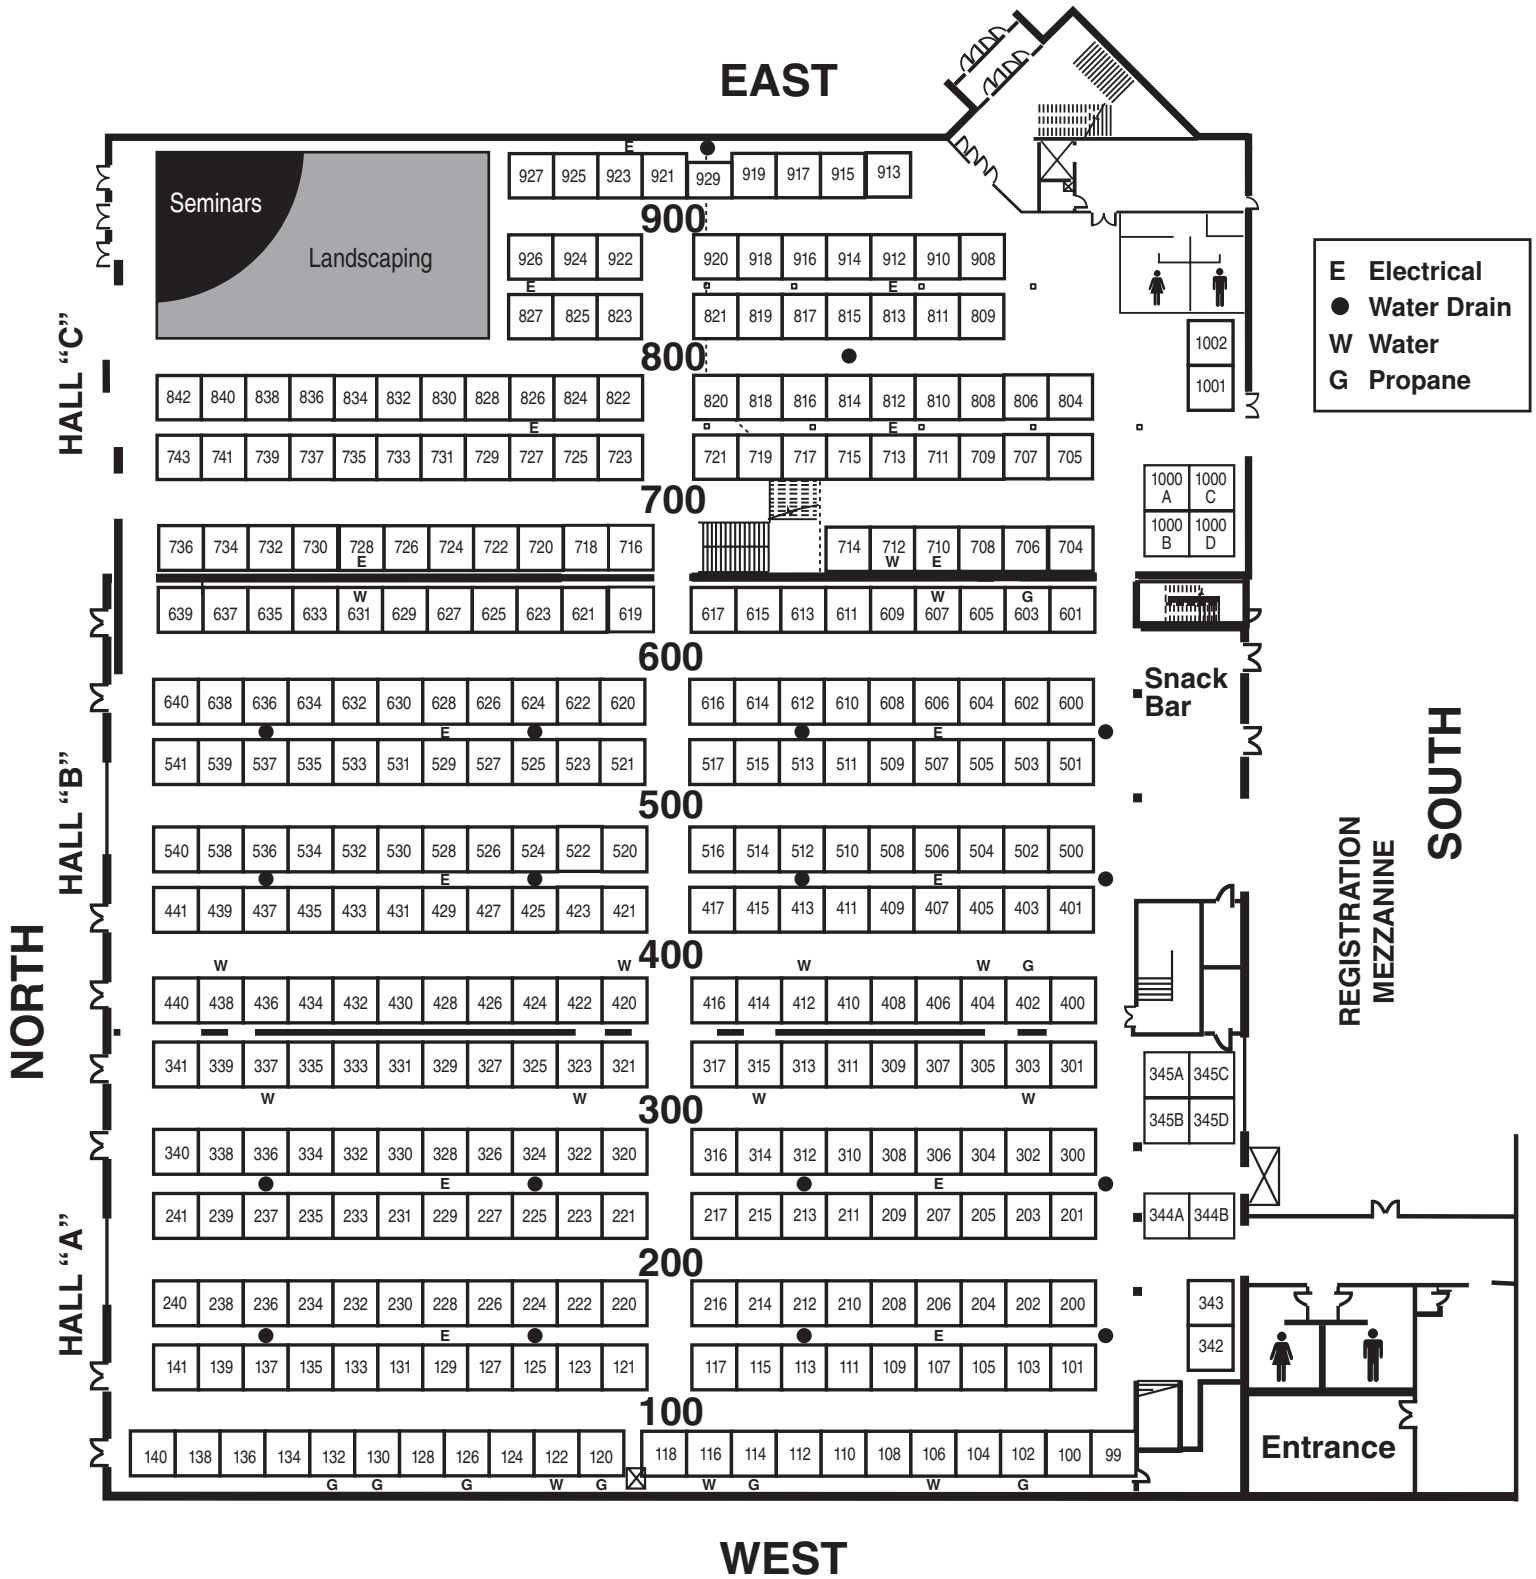 EAST
E
927 925 923 921 929 919 917 915 913
Seminars
Landscaping
900
926 924 922 920 918 916 914 912 910 908
E E
827 825 823 821 819 817 815 813 811 809
E Electrical
Water Drain
W Water
G Propane
HALL “C”
800
1002
1001
842 840 838 836 834 832 830 828 826 824 822 820 818 816 814 812 810 808 806 804
E E
743 741 739 737 735 733 731 729 727 725 723 721 719 717 715 713 711 709 707 705
1000 A 1000 C
1000 B 1000 D
700
736 734 732 730 728 726 724 722 720 718 716 714 712 710 708 706 704
E W E
W W G
639 637 635 633 631 629 627 625 623 621 619 617 615 613 611 609 607 605 603 601
600
Snack
Bar
640 638 636 634 632 630 628 626 624 622 620 616 614 612 610 608 606 604 602 600
E E
541 539 537 535 533 531 529 527 525 523 521 517 515 513 511 509 507 505 503 501
HALL “B”
SOUTH
500
540 538 536 534 532 530 528 526 524 522 520 516 514 512 510 508 506 504 502 500
E E
441 439 437 435 433 431 429 427 425 423 421 417 415 413 411 409 407 405 403 401
REGISTRATION
MEZZANINE
NORTH
400
W W W W G
440 438 436 434 432 430 428 426 424 422 420 416 414 412 410 408 406 404 402 400
341 339 337 335 333 331 329 327 325 323 321 317 315 313 311 309 307 305 303 301
W W W W
345A 345C
345B 345D
300
340 338 336 334 332 330 328 326 324 322 320 316 314 312 310 308 306 304 302 300
E E
241 239 237 235 233 231 229 227 225 223 221 217 215 213 211 209 207 205 203 201
344A 344B
HALL “A”
200
240 238 236 234 232 230 228 226 224 222 220 216 214 212 210 208 206 204 202 200
E E
343
342
141 139 137 135 133 131 129 127 125 123 121 117 115 113 111 109 107 105 103 101
100
140 138 136 134 132 130 128 126 124 122 120 118 116 114 112 110 108 106 104 102 100 99
G G G W G W G W G
Entrance
WEST